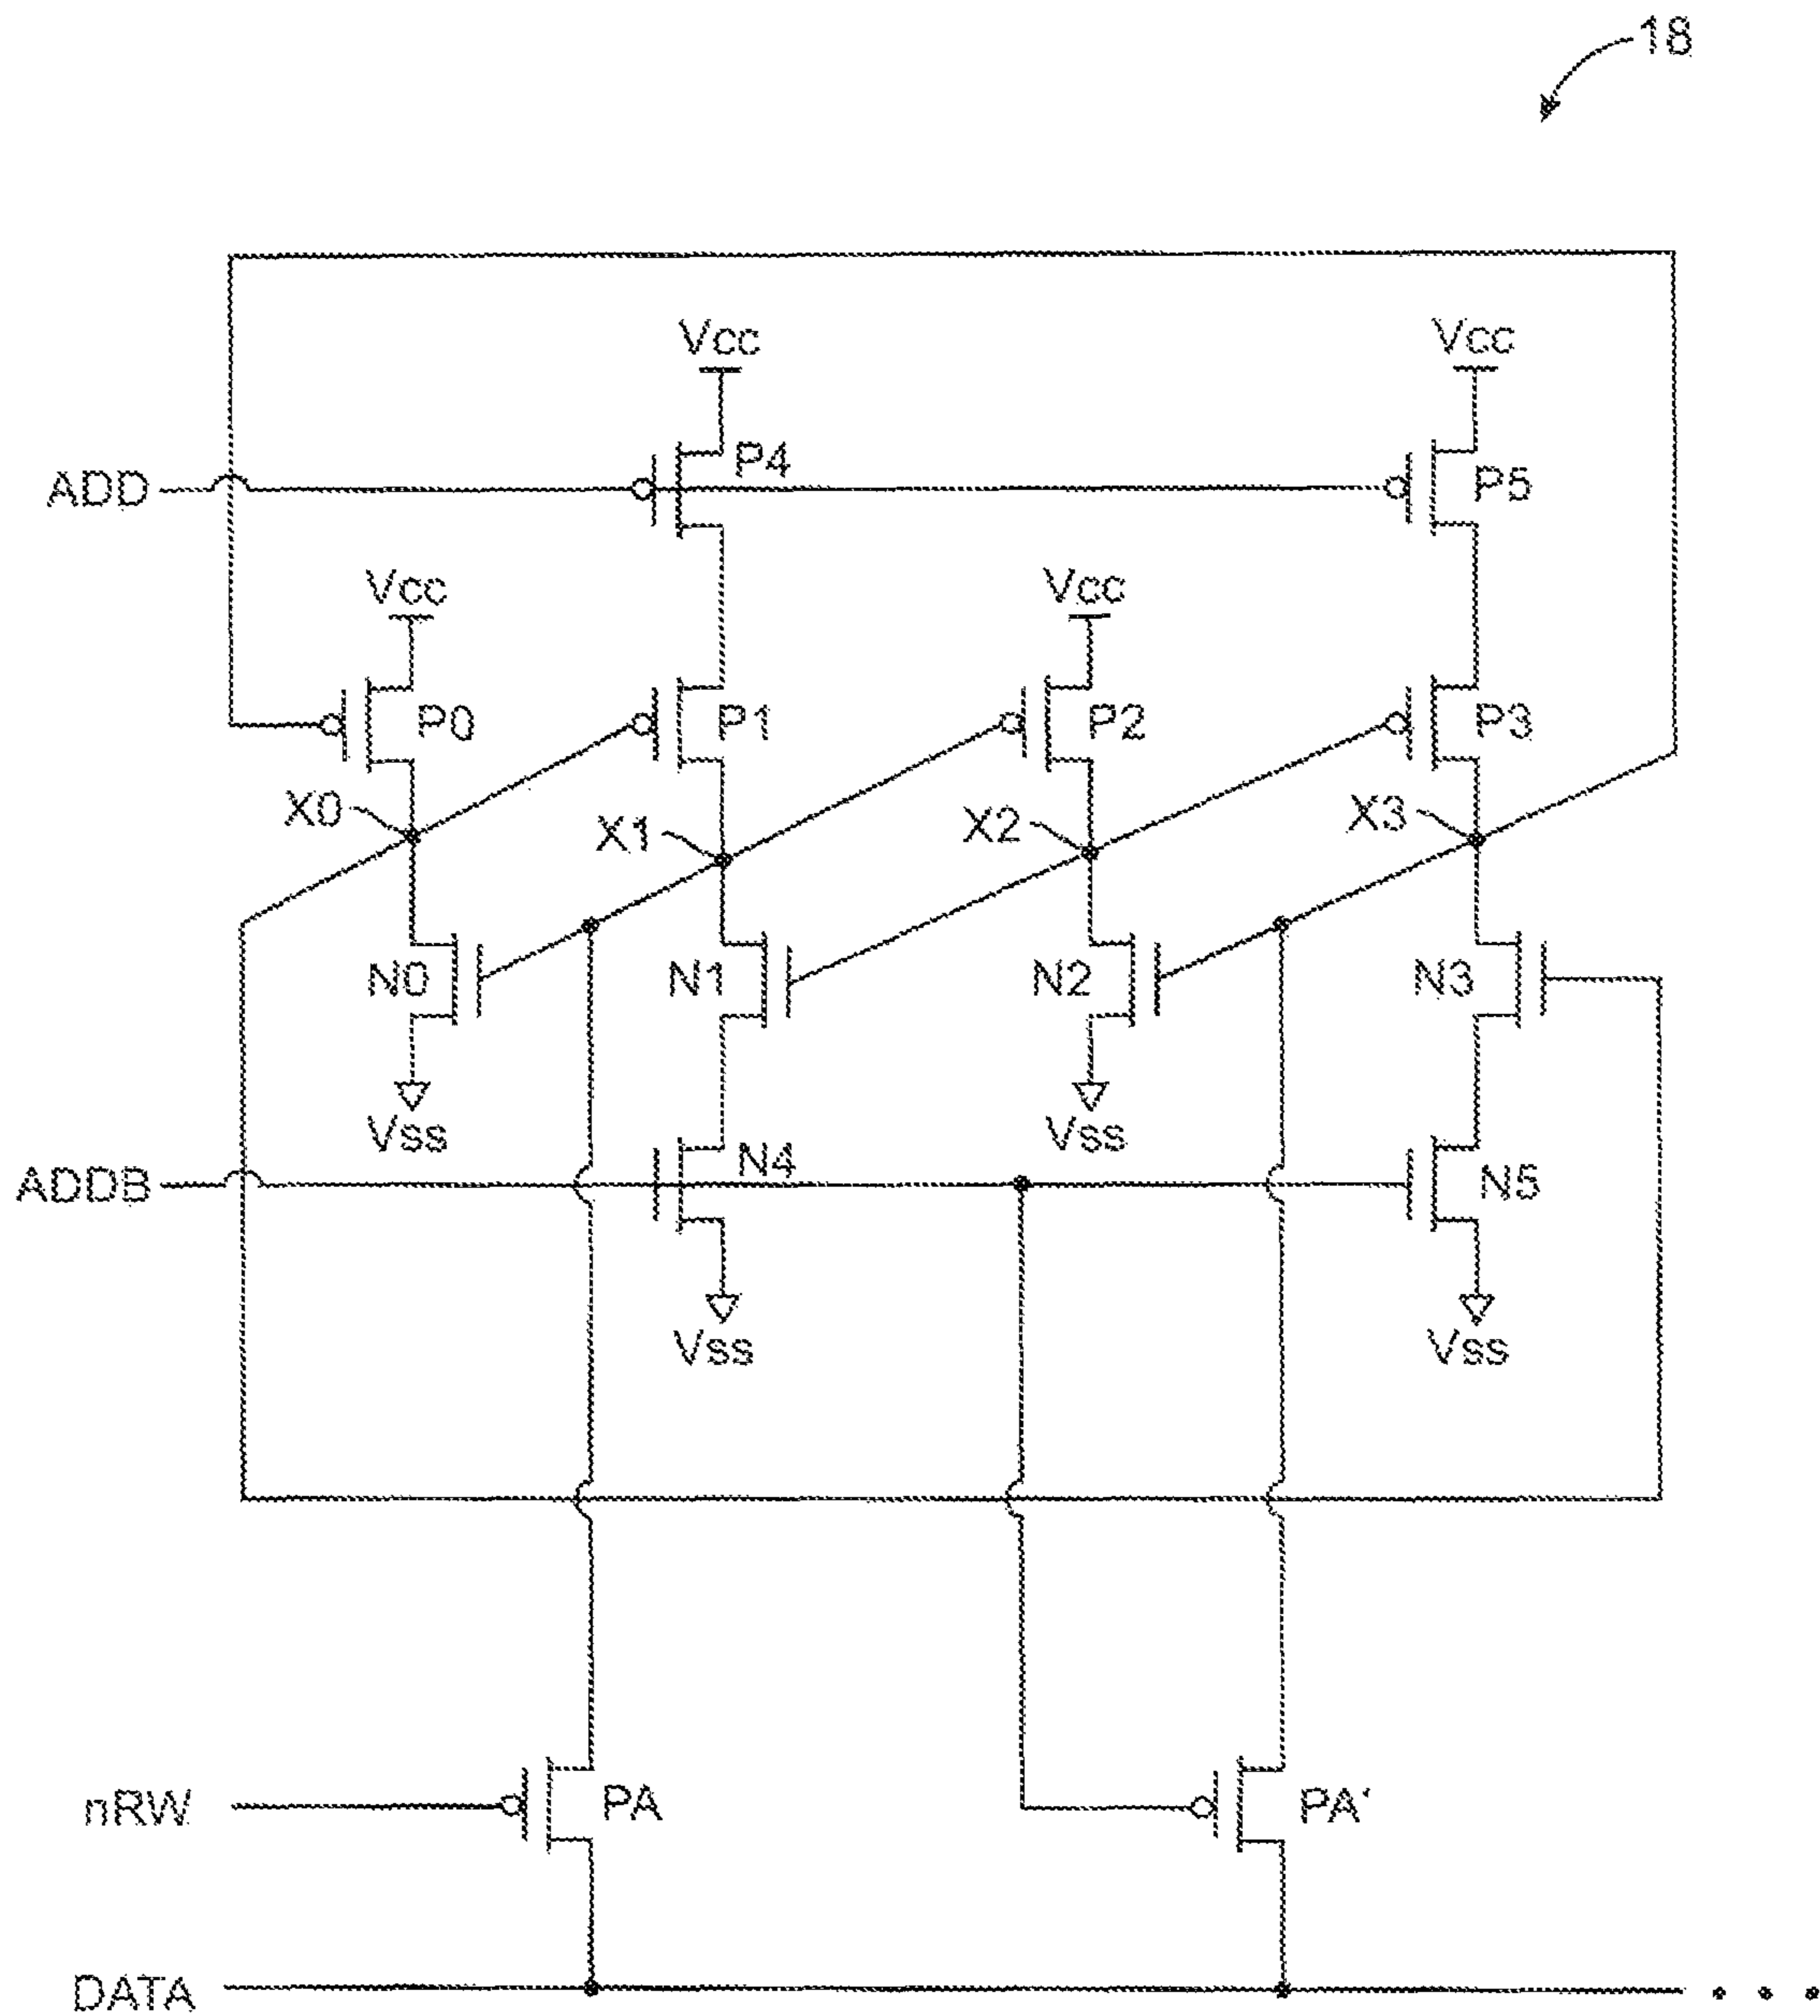 18
Vcc
Vcc
ADD
P4
P5
Vcc
Vcc
P0
P1
P2
P3
X0
X1
X2
X3
N0
N1
N2
N3
Vss
Vss
ADDB
N4
N5
Vss
Vss
nRW
PA
PA'
DATA